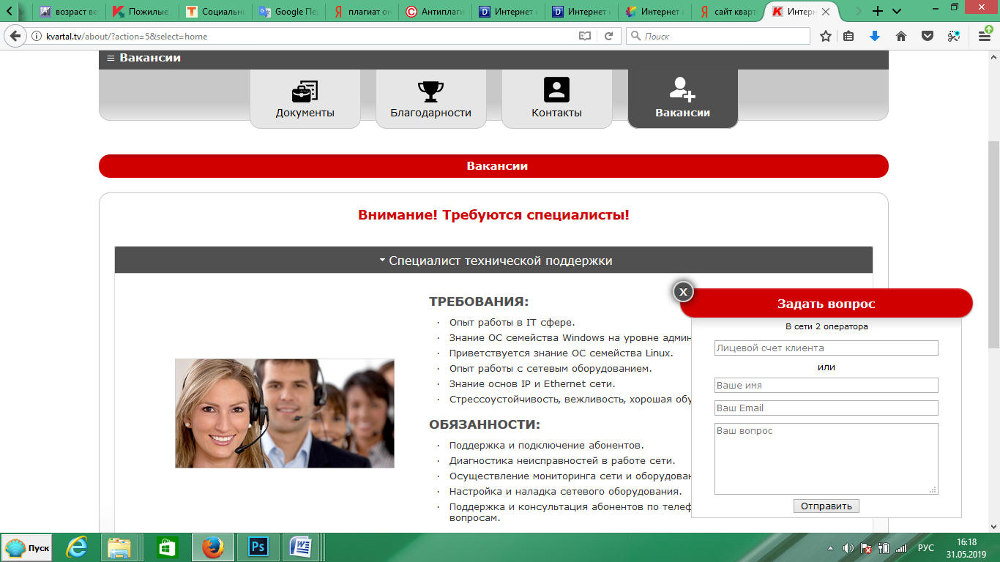 возраст ве
Пожилые
Социальн
Google Пе
плагиат он
Антиплаги
Интернет
Интернет
Интернет
сайт кварт
Интерн
kvartal.tv/about/?action=5&select=home
Поиск
≡ Вакансии
Документы
Благодарности
Контакты
Вакансии
Вакансии
Внимание! Требуются специалисты!
Специалист технической поддержки
ТРЕБОВАНИЯ:
· Опыт работы в IT сфере.
· Знание ОС семейства Windows на уровне админ
· Приветствуется знание ОС семейства Linux.
· Опыт работы с сетевым оборудованием.
· Знание основ IP и Ethernet сети.
· Стрессоустойчивость, вежливость, хорошая обу
ОБЯЗАННОСТИ:
· Поддержка и подключение абонентов.
· Диагностика неисправностей в работе сети.
· Осуществление мониторинга сети и оборудован
· Настройка и наладка сетевого оборудования.
· Поддержка и консультация абонентов по телеф
вопросам.
x
Задать вопрос
В сети 2 оператора
Лицевой счет клиента
или
Ваше имя
Ваш Email
Ваш вопрос
Отправить
Пуск
РУС
16:18
31.05.2019